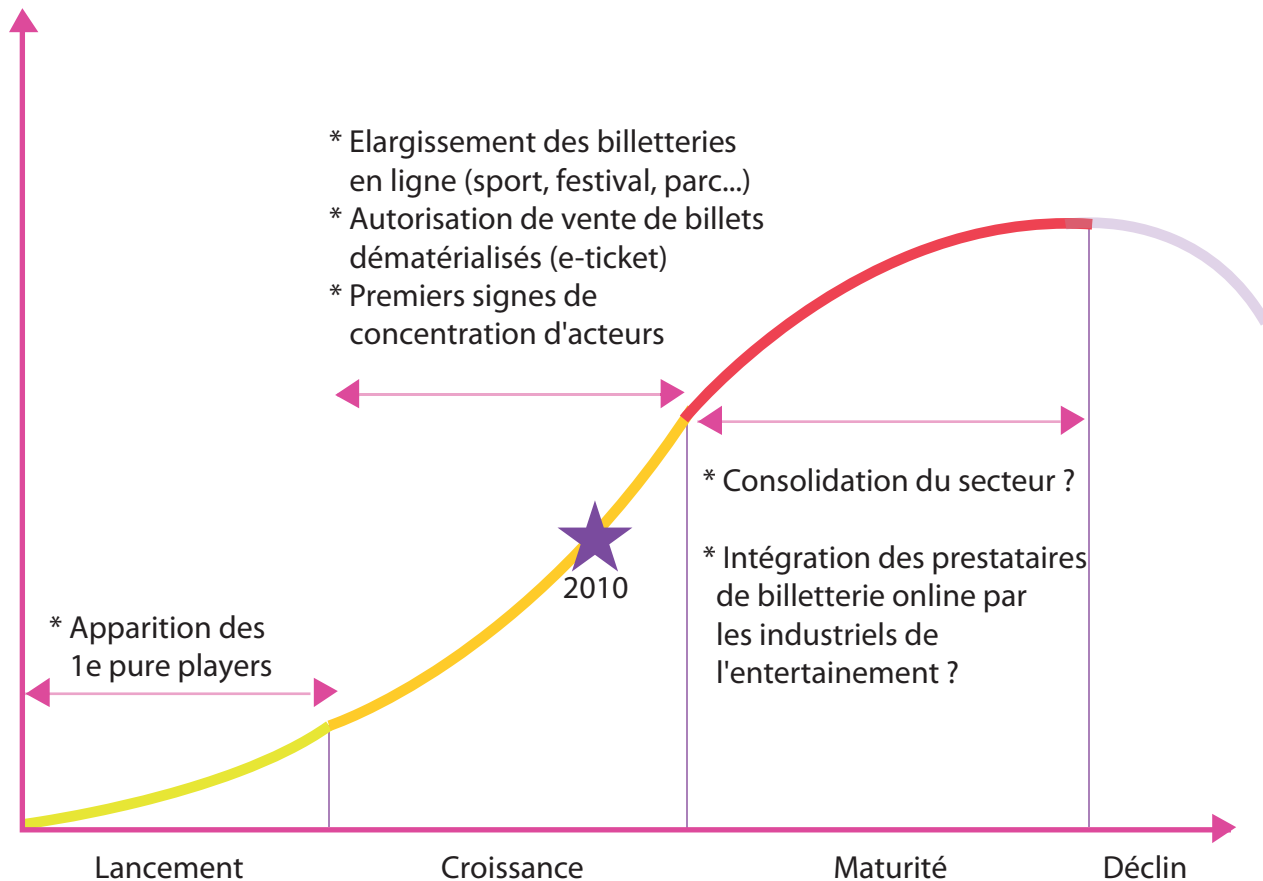 * Elargissement des billetteries
en ligne (sport, festival, parc...)
* Autorisation de vente de billets
dématérialisés (e-ticket)
* Premiers signes de
concentration d'acteurs
* Consolidation du secteur ?
* Intégration des prestataires
de billetterie online par
les industriels de
l'entertainement ?
2010
* Apparition des
1e pure players
Lancement
Croissance
Maturité
Déclin